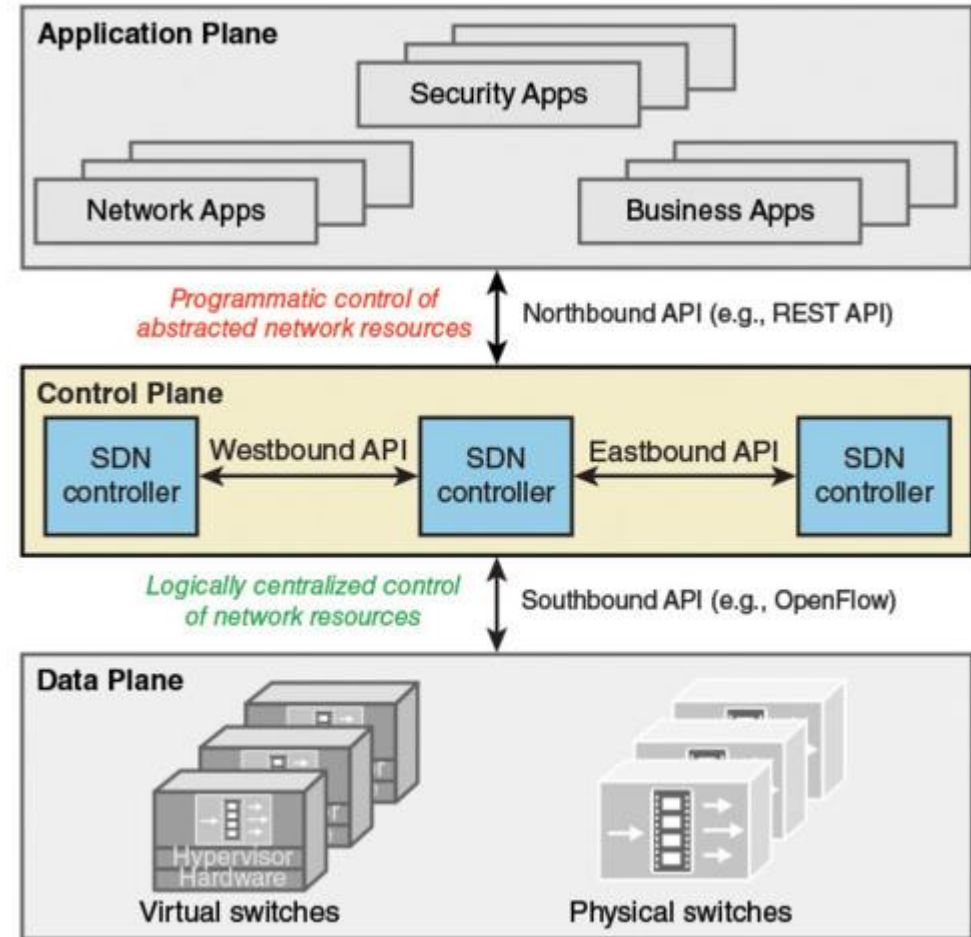 Application Plane
Security Apps
Network Apps
Business Apps
Programmatic control of
abstracted network resources
Northbound API (e.g., REST API)
Control Plane
SDN
controller
Westbound API
SDN
controller
Eastbound API
SDN
controller
Logically centralized control
of network resources
Southbound API (e.g., OpenFlow)
Data Plane
Hypervisor
Hardware
Virtual switches
Physical switches